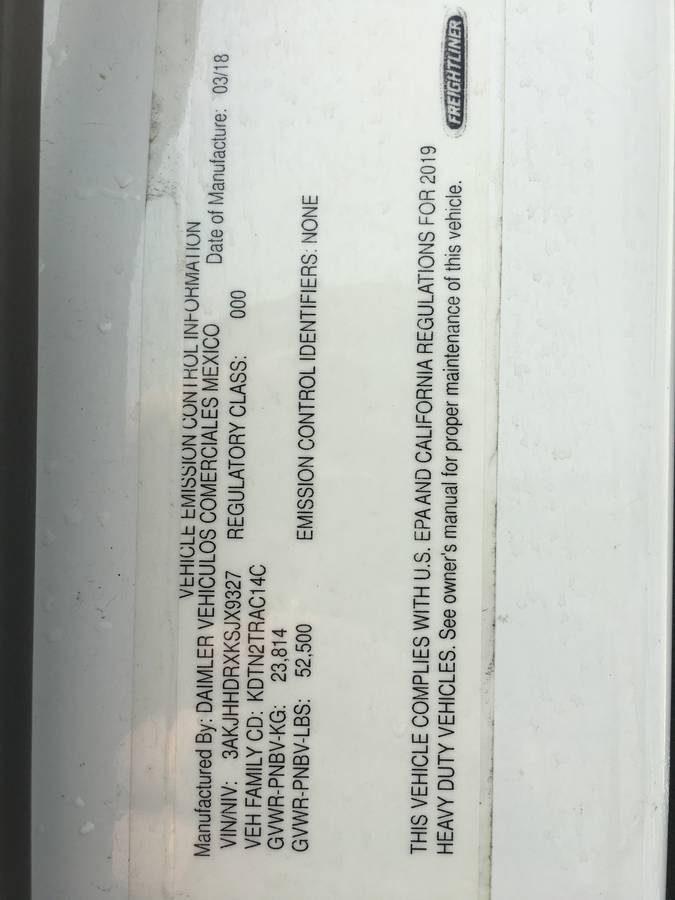 FREIGHTLINER
VEHICLE EMISSION CONTROL INFORMATION
Manufactured By: DAIMLER VEHICULOS COMERCIALES MEXICO Date of Manufacture: 03/18
VIN/NIV: 3AKJHHDRXKSJX9327 REGULATORY CLASS: 000
VEH FAMILY CD: KDTN2TRAC14C
GVWR-PNBV-KG: 23,814
GVWR-PNBV-LBS: 52,500 EMISSION CONTROL IDENTIFIERS: NONE
THIS VEHICLE COMPLIES WITH U.S. EPA AND CALIFORNIA REGULATIONS FOR 2019
HEAVY DUTY VEHICLES. See owner's manual for proper maintenance of this vehicle.